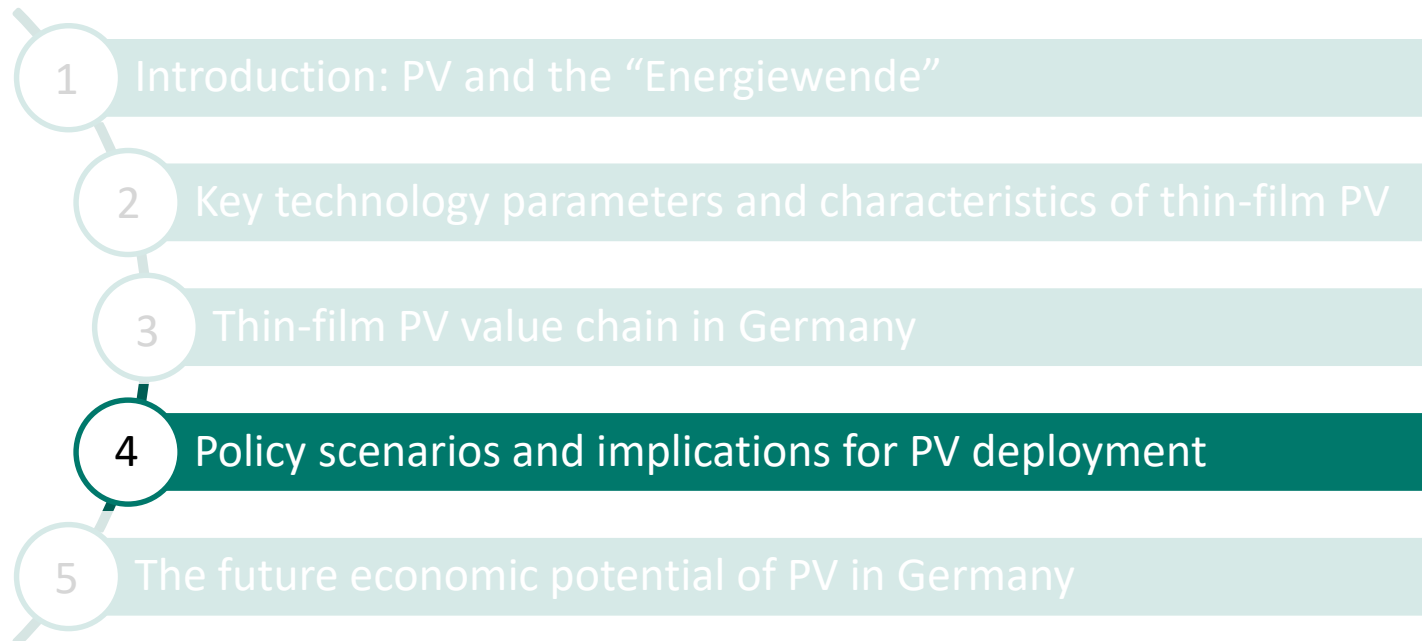 1 Introduction: PV and the “Energiewende”
2 Key technology parameters and characteristics of thin-film PV
3 Thin-film PV value chain in Germany
4 Policy scenarios and implications for PV deployment
5 The future economic potential of PV in Germany